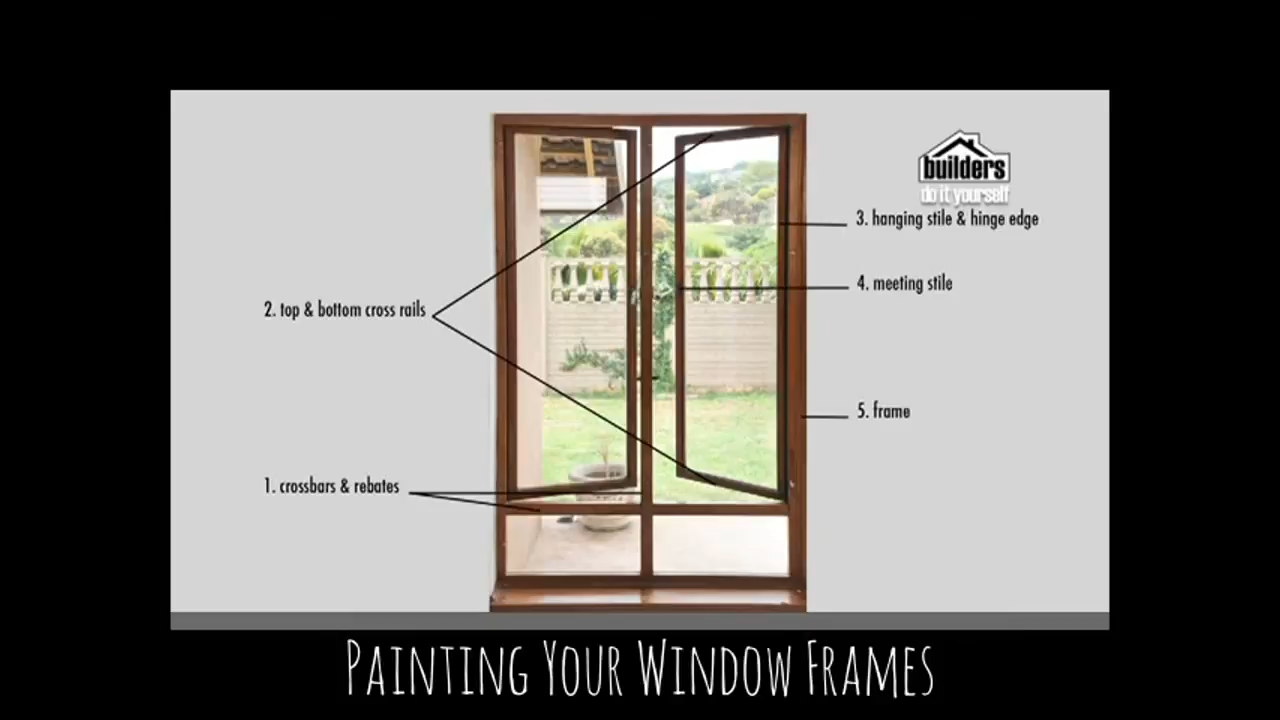 builders
do it yourself
3. hanging stile & hinge edge
4. meeting stile
2. top & bottom cross rails
5. frame
1. crossbars & rebates
Painting Your Window Frames